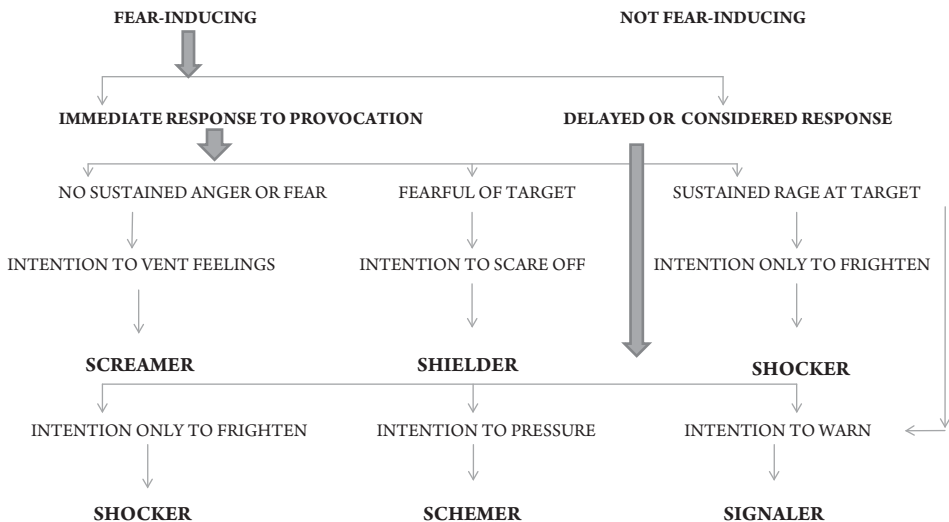 FEAR-INDUCING
NOT FEAR-INDUCING
IMMEDIATE RESPONSE TO PROVOCATION
DELAYED OR CONSIDERED RESPONSE
NO SUSTAINED ANGER OR FEAR
FEARFUL OF TARGET
SUSTAINED RAGE AT TARGET
INTENTION TO VENT FEELINGS
INTENTION TO SCARE OFF
INTENTION ONLY TO FRIGHTEN
SCREAMER
SHIELDER
SHOCKER
INTENTION ONLY TO FRIGHTEN
INTENTION TO PRESSURE
INTENTION TO WARN
SHOCKER
SCHEMER
SIGNALER